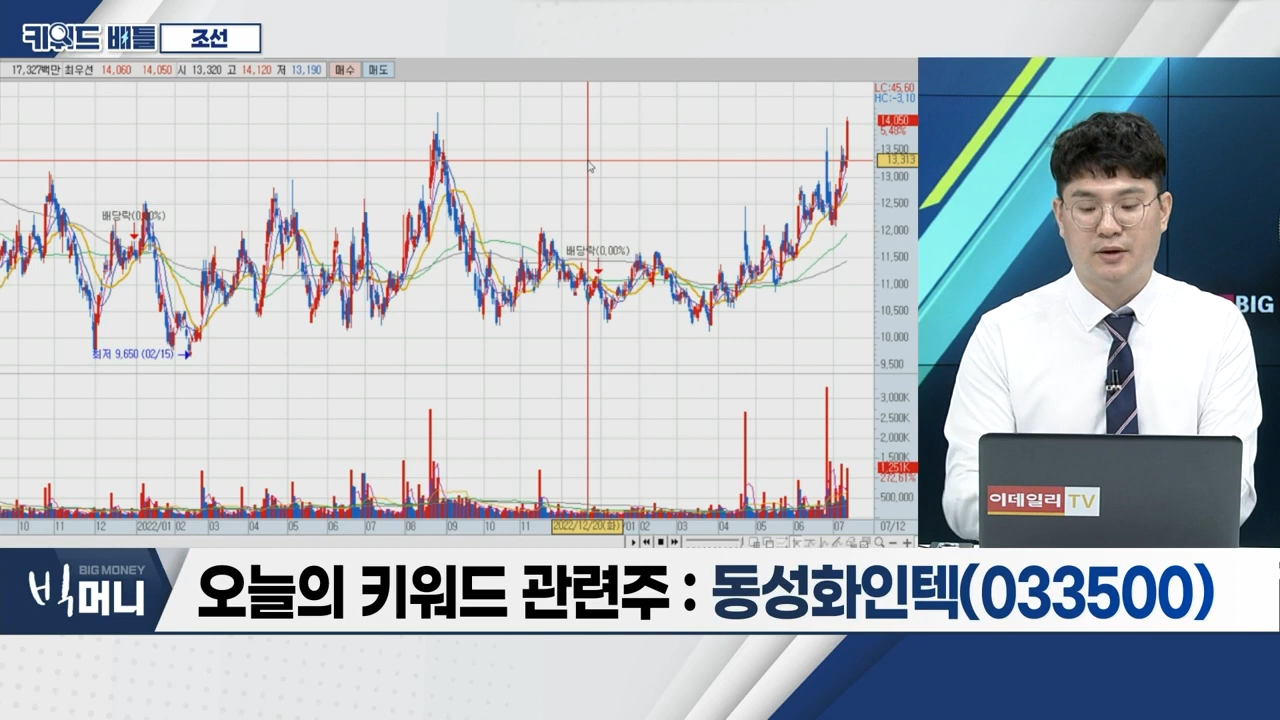 키워드 배틀 조선
17,327백만 최우선 14,060 14,050 시 13,320 고 14,120 저 13,190 매수 매도
LC:45,60
HC:-3,10
14,050
5,48%
13,500
13,313
13,000
12,500
12,000
11,500
11,000
10,500
10,000
9,500
배당락(0,00%)
배당락(0,00%)
최저 9,650 (02/15)
3,000K
2,500K
2,000K
1,500K
1,251K
272,61%
500,000
10 11 12 2022/01 02 03 04 05 06 07 08 09 10 11 2022/12/20(화) 02 03 04 05 06 07 07/12
BIG
이데일리 TV
BIG MONEY
빅머니
오늘의 키워드 관련주 : 동성화인텍(033500)